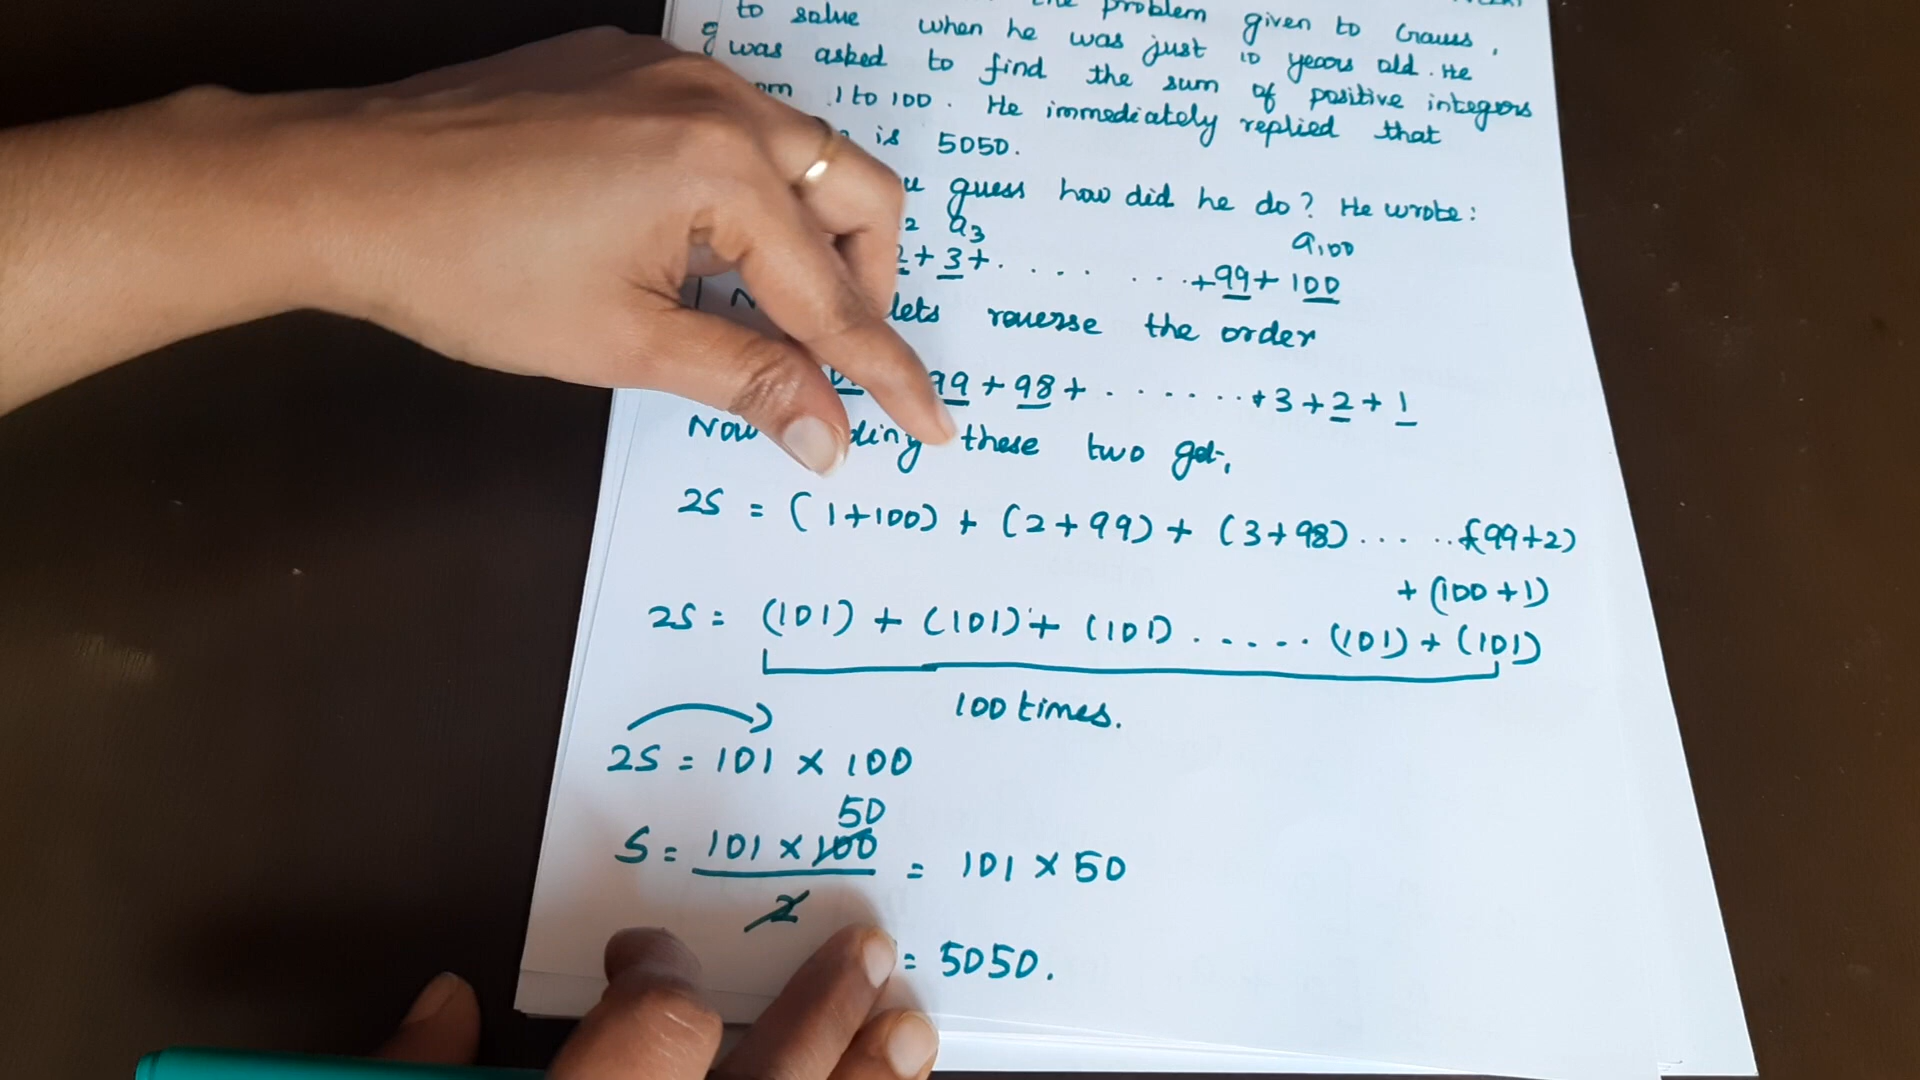 the problem given to Gauss,
to solve when he was just 10 years old. He
was asked to find the sum of positive integers
1 to 100. He immediately replied that
is 5050.
guess how did he do? He wrote:
2 a3 a100
2+3+. . . . . . .+99+100
lets reverse the order
99+98+. . . . . . .+3+2+1
Now these two get,
2S = (1+100) + (2+99) + (3+98). . . . . .+(99+2)
+ (100+1)
2S = (101) + (101)+ (101). . . . . (101) + (101)
100 times.
2S = 101 × 100
50
S = 101 × 100 = 101 × 50
2
= 5050.